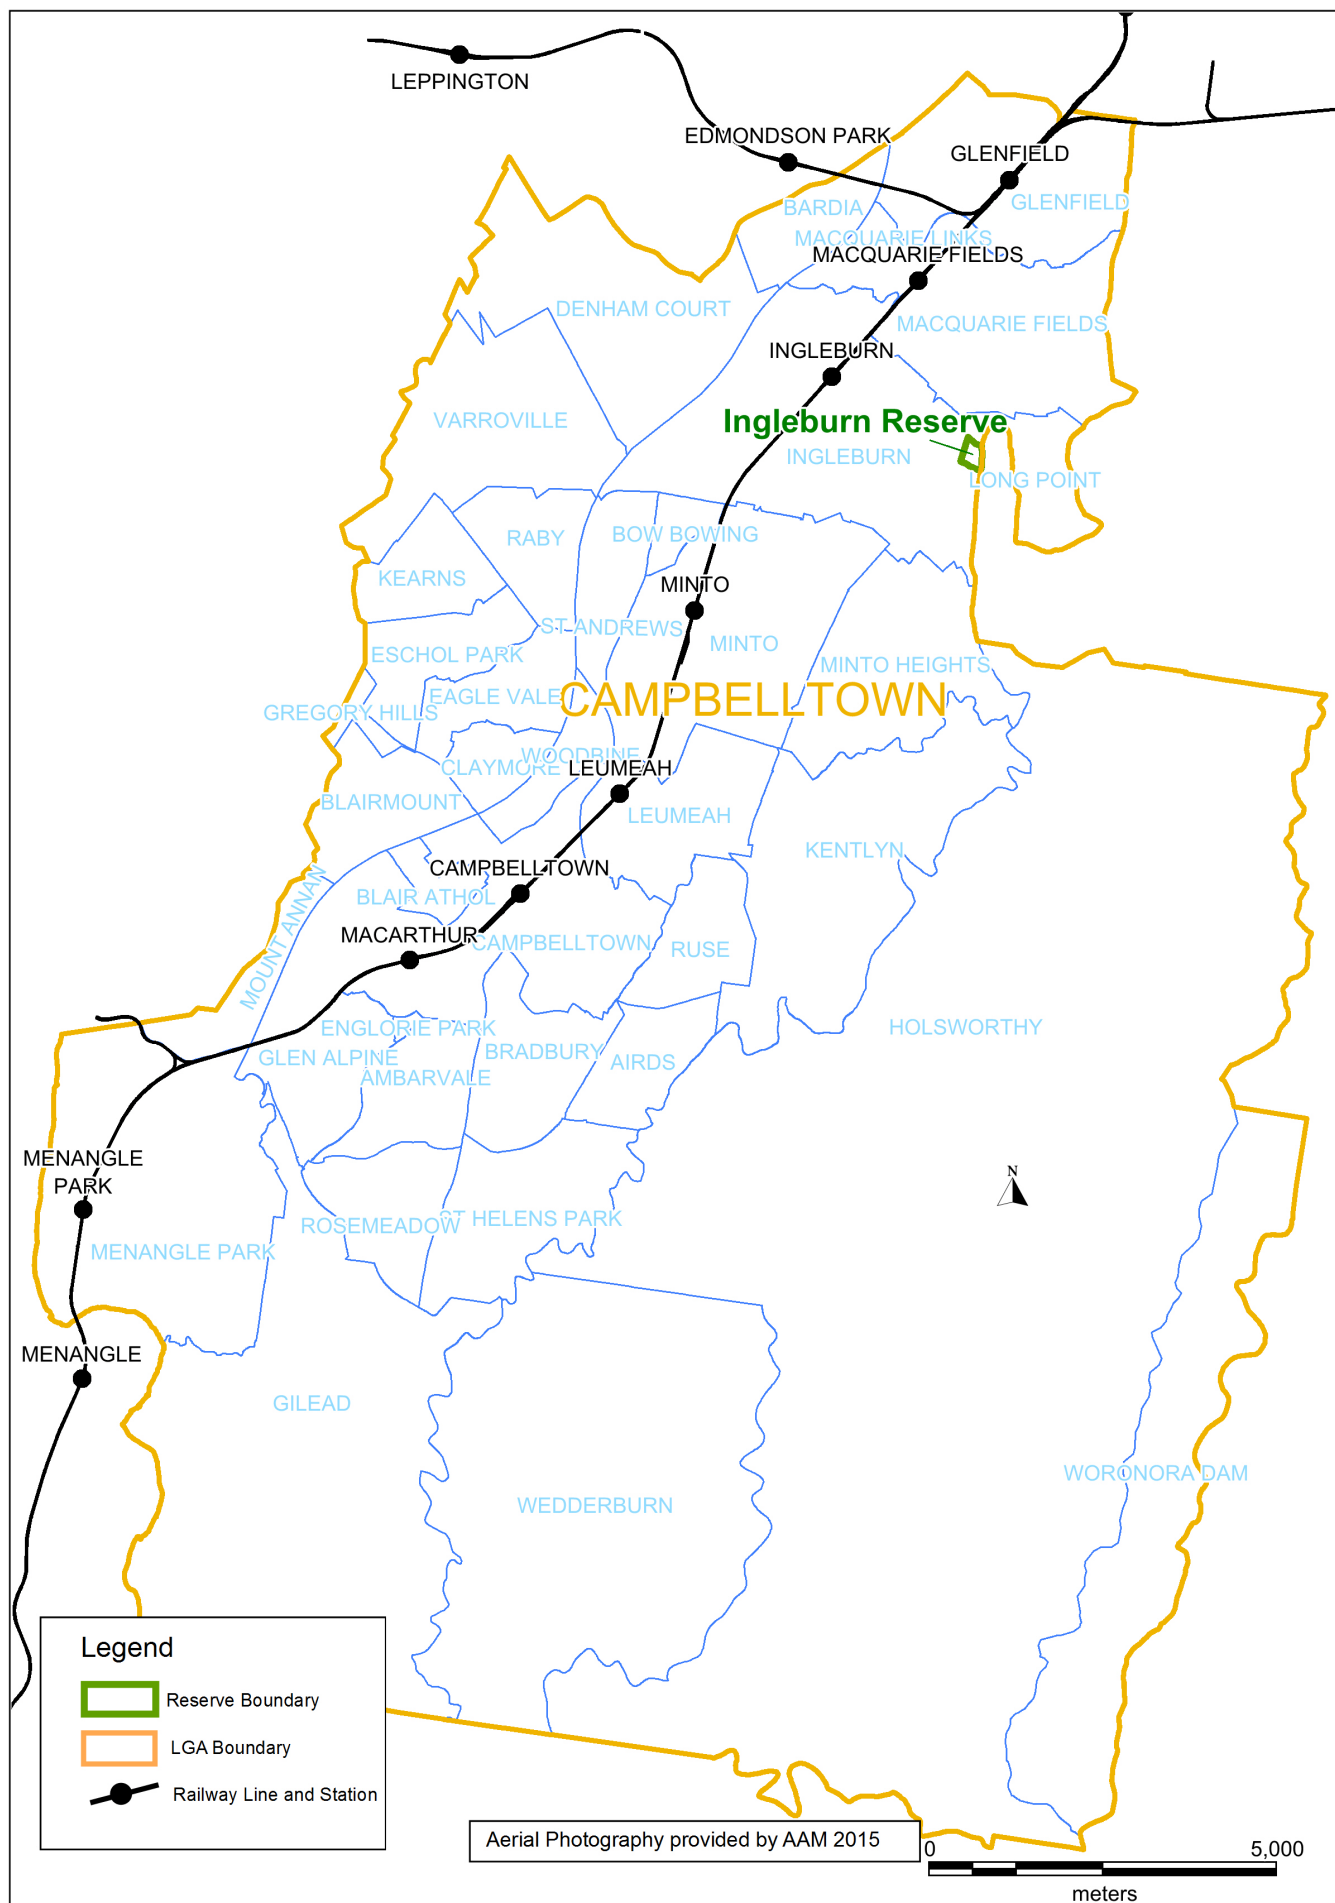 LEPPINGTON
EDMONDSON PARK
GLENFIELD
GLENFIELD
BARDIA
MACQUARIE LINKS
MACQUARIE FIELDS
DENHAM COURT
MACQUARIE FIELDS
INGLEBURN
VARROVILLE
Ingleburn Reserve
INGLEBURN
LONG POINT
RABY
BOW BOWING
KEARNS
MINTO
ST ANDREWS
MINTO
ESCHOL PARK
MINTO HEIGHTS
EAGLE VALE
CAMPBELLTOWN
GREGORY HILLS
WOODBINE
CLAYMORE
LEUMEAH
BLAIRMOUNT
LEUMEAH
KENTLYN
CAMPBELLTOWN
MOUNT ANNAN
BLAIR ATHOL
MACARTHUR
CAMPBELLTOWN
RUSE
ENGLORIE PARK
HOLSWORTHY
GLEN ALPINE
BRADBURY
AIRDS
AMBARVALE
MENANGLE
PARK
N
ROSEMEADOW
ST HELENS PARK
MENANGLE PARK
MENANGLE
GILEAD
WORONORA DAM
WEDDERBURN
Legend
Reserve Boundary
LGA Boundary
Railway Line and Station
Aerial Photography provided by AAM 2015
0 5,000
meters